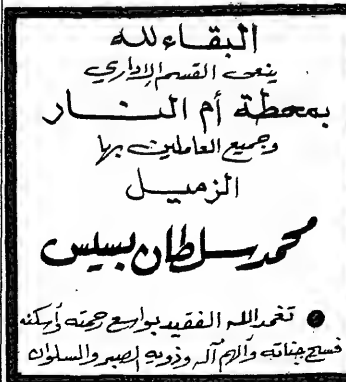 البقاء لله
ينعى القسم الإداري
بمحطة أم النار
وجميع العاملين بها
الزميل
محمد سلطان بسيس
● تغمد الله الفقيد بواسع رحمته وأسكنه
فسيح جناته وألهم آله وذويه الصبر والسلوان